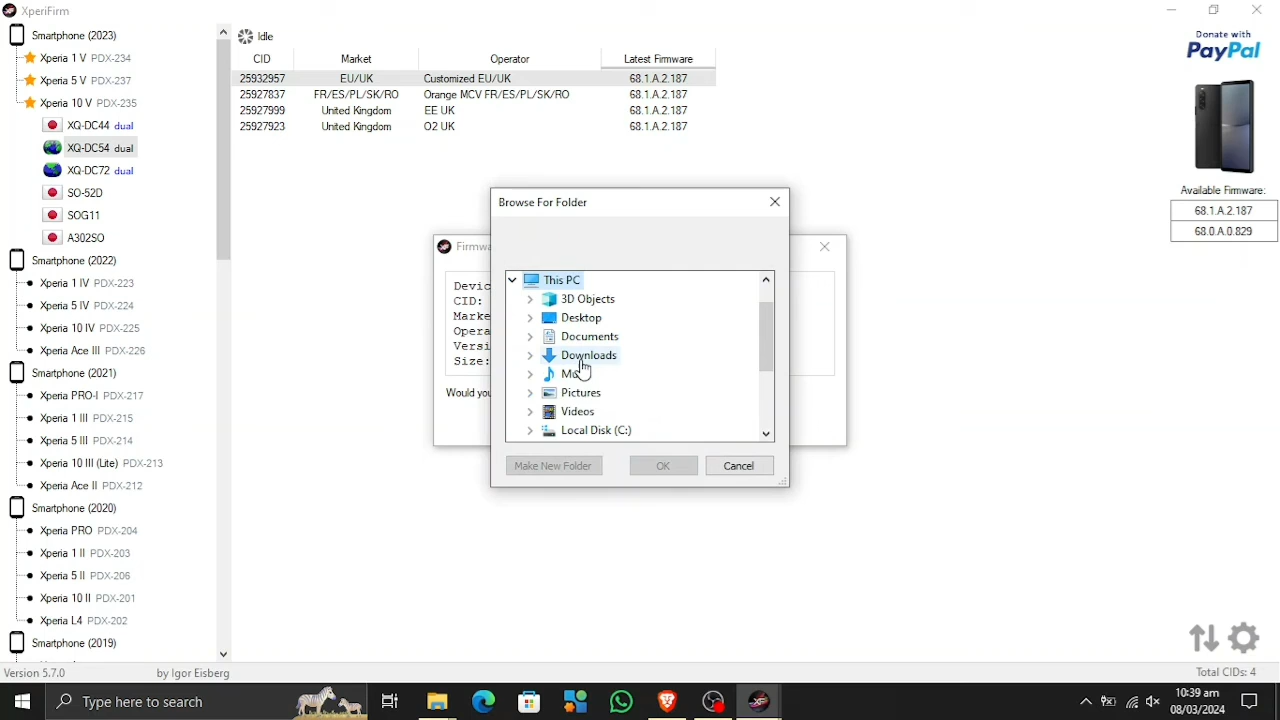 XperiFirm
Smartphone (2023)
Xperia 1 V PDX-234
Xperia 5 V PDX-237
Xperia 10 V PDX-235
XQ-DC44 dual
XQ-DC54 dual
XQ-DC72 dual
SO-52D
SOG11
A302SO
Smartphone (2022)
Xperia 1 IV PDX-223
Xperia 5 IV PDX-224
Xperia 10 IV PDX-225
Xperia Ace III PDX-226
Smartphone (2021)
Xperia PRO-I PDX-217
Xperia 1 III PDX-215
Xperia 5 III PDX-214
Xperia 10 III (Lite) PDX-213
Xperia Ace II PDX-212
Smartphone (2020)
Xperia PRO PDX-204
Xperia 1 II PDX-203
Xperia 5 II PDX-206
Xperia 10 II PDX-201
Xperia L4 PDX-202
Smartphone (2019)
Idle
CID Market Operator Latest Firmware
25932957 EU/UK Customized EU/UK 68.1.A.2.187
25927837 FR/ES/PL/SK/RO Orange MCV FR/ES/PL/SK/RO 68.1.A.2.187
25927999 United Kingdom EE UK 68.1.A.2.187
25927923 United Kingdom O2 UK 68.1.A.2.187
Firmwa
Devic
CID:
Marke
Opera
Versi
Size:
Would you
Browse For Folder
This PC
3D Objects
Desktop
Documents
Downloads
Pictures
Videos
Local Disk (C:)
Make New Folder OK Cancel
Donate with
PayPal
Available Firmware:
68.1.A.2.187
68.0.A.0.829
Version 5.7.0 by Igor Eisberg Total CIDs: 4
Type here to search
10:39 am
08/03/2024